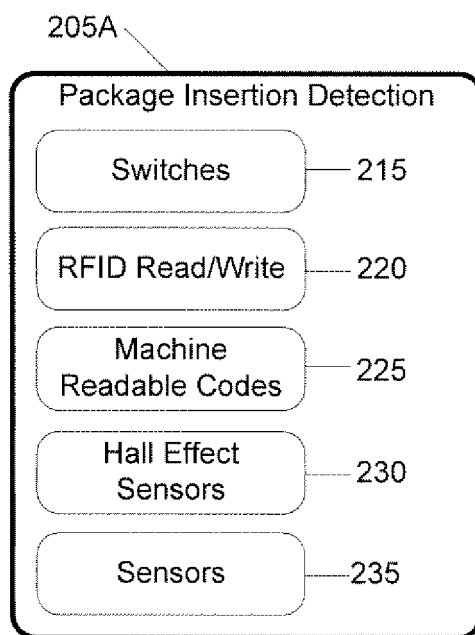 205A
Package Insertion Detection
Switches 215
RFID Read/Write 220
Machine
Readable Codes 225
Hall Effect
Sensors 230
Sensors 235